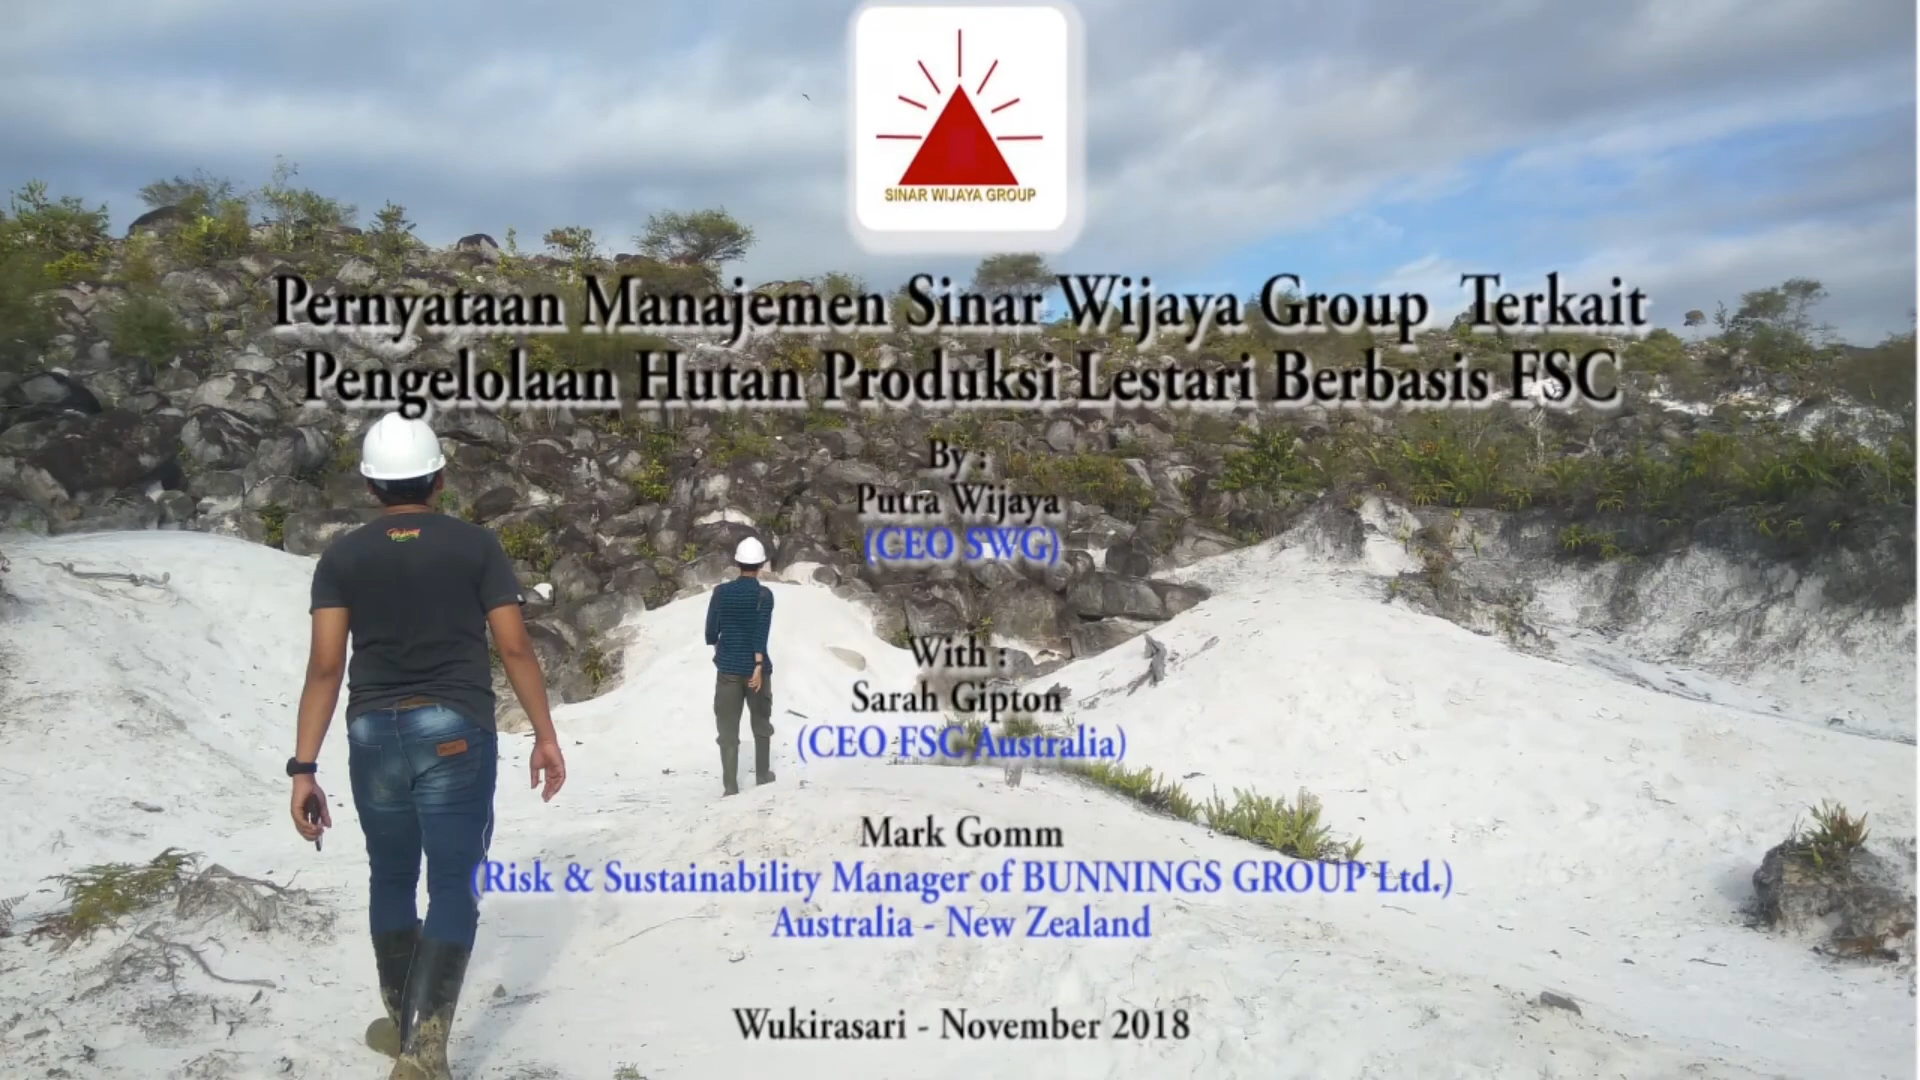 SINAR WIJAYA GROUP
Pernyataan Manajemen Sinar Wijaya Group Terkait
Pengelolaan Hutan Produksi Lestari Berbasis FSC
By :
Putra Wijaya
(CEO SWG)
With :
Sarah Gipton
(CEO FSC Australia)
Mark Gomm
(Risk & Sustainability Manager of BUNNINGS GROUP Ltd.)
Australia - New Zealand
Wukirasari - November 2018